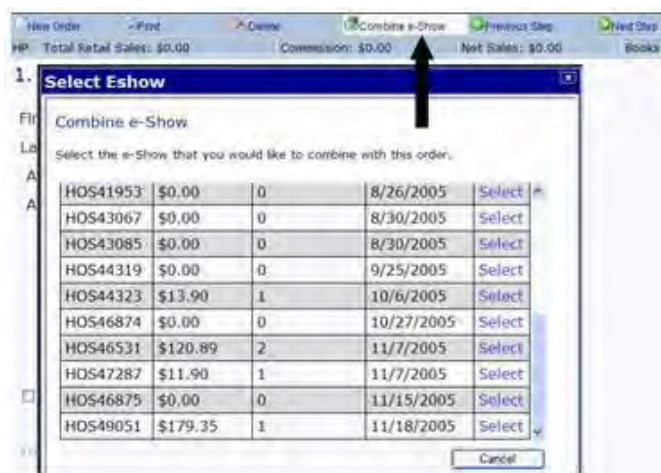 New Order Print Delete Combine e-Show Previous Step Next Step
HP Total Retail Sales: $0.00 Commission: $0.00 Net Sales: $0.00 Books
1.
Select Eshow
Fir
Combine e-Show
La
Select the e-Show that you would like to combine with this order.
A
HOS41953 $0.00 0 8/26/2005 Select
A
HOS43067 $0.00 0 8/30/2005 Select
HOS43085 $0.00 0 8/30/2005 Select
HOS44319 $0.00 0 9/25/2005 Select
HOS44323 $13.90 1 10/6/2005 Select
HOS46874 $0.00 0 10/27/2005 Select
HOS46531 $120.89 2 11/7/2005 Select
HOS47287 $11.90 1 11/7/2005 Select
HOS46875 $0.00 0 11/15/2005 Select
HOS49051 $179.35 1 11/18/2005 Select
Cancel